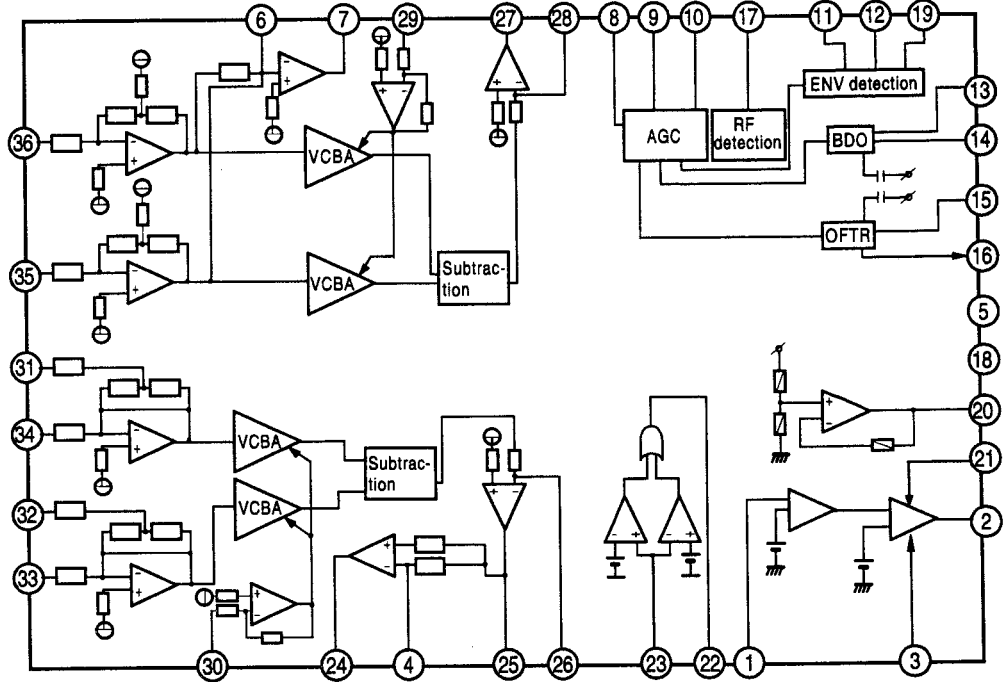 6 7 29 27 28 8 9 10 17 11 12 19
ENV detection
13
36
AGC
RF
detection
BDO
14
VCBA
15
OFTR
16
35
VCBA
Subtrac-
tion
5
31
18
20
34
VCBA
Subtrac-
tion
21
32
VCBA
2
33
30 24 4 25 26 23 22 1 3